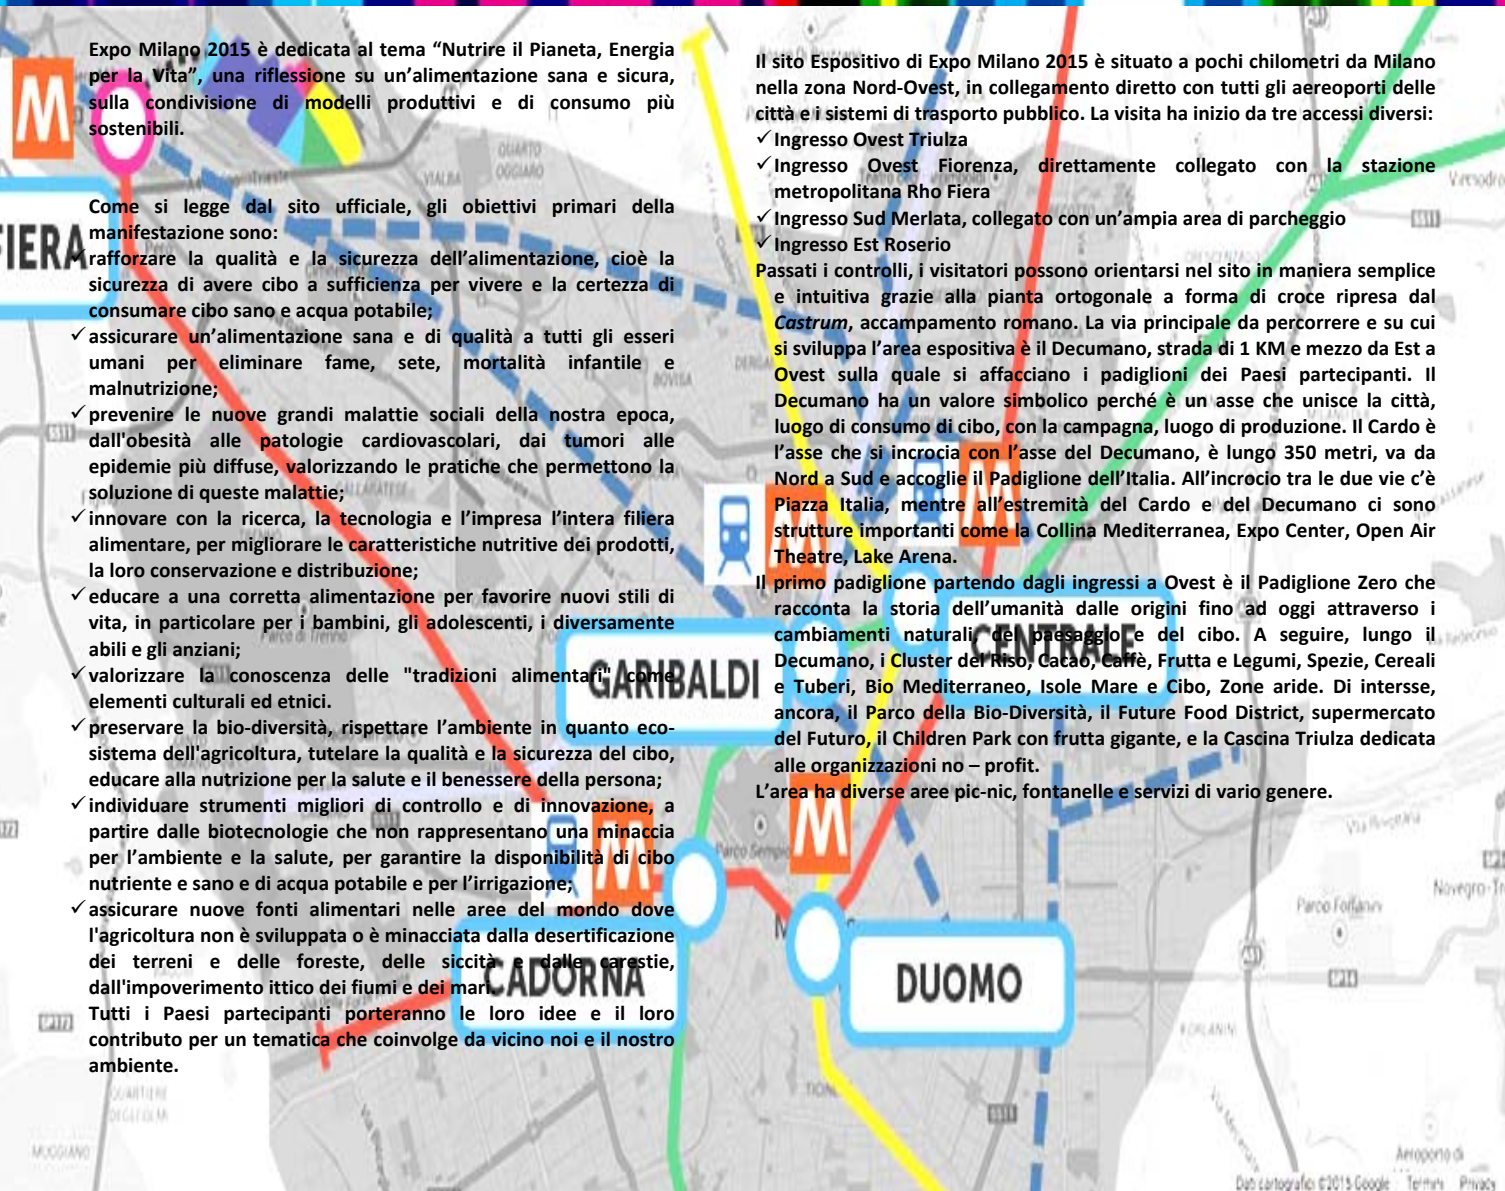 Expo Milano 2015 è dedicata al tema “Nutrire il Pianeta, Energia
per la Vita”, una riflessione su un’alimentazione sana e sicura,
sulla condivisione di modelli produttivi e di consumo più
sostenibili.
Come si legge dal sito ufficiale, gli obiettivi primari della
manifestazione sono:
✓ rafforzare la qualità e la sicurezza dell’alimentazione, cioè la
sicurezza di avere cibo a sufficienza per vivere e la certezza di
consumare cibo sano e acqua potabile;
✓ assicurare un’alimentazione sana e di qualità a tutti gli esseri
umani per eliminare fame, sete, mortalità infantile e
malnutrizione;
✓ prevenire le nuove grandi malattie sociali della nostra epoca,
dall'obesità alle patologie cardiovascolari, dai tumori alle
epidemie più diffuse, valorizzando le pratiche che permettono la
soluzione di queste malattie;
✓ innovare con la ricerca, la tecnologia e l’impresa l’intera filiera
alimentare, per migliorare le caratteristiche nutritive dei prodotti,
la loro conservazione e distribuzione;
✓ educare a una corretta alimentazione per favorire nuovi stili di
vita, in particolare per i bambini, gli adolescenti, i diversamente
abili e gli anziani;
✓ valorizzare la conoscenza delle "tradizioni alimentari" come
elementi culturali ed etnici.
✓ preservare la bio-diversità, rispettare l’ambiente in quanto eco-
sistema dell'agricoltura, tutelare la qualità e la sicurezza del cibo,
educare alla nutrizione per la salute e il benessere della persona;
✓ individuare strumenti migliori di controllo e di innovazione, a
partire dalle biotecnologie che non rappresentano una minaccia
per l’ambiente e la salute, per garantire la disponibilità di cibo
nutriente e sano e di acqua potabile e per l’irrigazione;
✓ assicurare nuove fonti alimentari nelle aree del mondo dove
l'agricoltura non è sviluppata o è minacciata dalla desertificazione
dei terreni e delle foreste, delle siccità e dalle carestie,
dall'impoverimento ittico dei fiumi e dei mari.
Tutti i Paesi partecipanti porteranno le loro idee e il loro
contributo per un tematica che coinvolge da vicino noi e il nostro
ambiente.
Il sito Espositivo di Expo Milano 2015 è situato a pochi chilometri da Milano
nella zona Nord-Ovest, in collegamento diretto con tutti gli aereoporti delle
città e i sistemi di trasporto pubblico. La visita ha inizio da tre accessi diversi:
✓ Ingresso Ovest Triulza
✓ Ingresso Ovest Fiorenza, direttamente collegato con la stazione
metropolitana Rho Fiera
✓ Ingresso Sud Merlata, collegato con un’ampia area di parcheggio
✓ Ingresso Est Roserio
Passati i controlli, i visitatori possono orientarsi nel sito in maniera semplice
e intuitiva grazie alla pianta ortogonale a forma di croce ripresa dal
Castrum, accampamento romano. La via principale da percorrere e su cui
si sviluppa l’area espositiva è il Decumano, strada di 1 KM e mezzo da Est a
Ovest sulla quale si affacciano i padiglioni dei Paesi partecipanti. Il
Decumano ha un valore simbolico perché è un asse che unisce la città,
luogo di consumo di cibo, con la campagna, luogo di produzione. Il Cardo è
l’asse che si incrocia con l’asse del Decumano, è lungo 350 metri, va da
Nord a Sud e accoglie il Padiglione dell’Italia. All’incrocio tra le due vie c’è
Piazza Italia, mentre all’estremità del Cardo e del Decumano ci sono
strutture importanti come la Collina Mediterranea, Expo Center, Open Air
Theatre, Lake Arena.
Il primo padiglione partendo dagli ingressi a Ovest è il Padiglione Zero che
racconta la storia dell’umanità dalle origini fino ad oggi attraverso i
cambiamenti naturali, del paesaggio e del cibo. A seguire, lungo il
Decumano, i Cluster del Riso, Cacao, Caffè, Frutta e Legumi, Spezie, Cereali
e Tuberi, Bio Mediterraneo, Isole Mare e Cibo, Zone aride. Di intersse,
ancora, il Parco della Bio-Diversità, il Future Food District, supermercato
del Futuro, il Children Park con frutta gigante, e la Cascina Triulza dedicata
alle organizzazioni no – profit.
L’area ha diverse aree pic-nic, fontanelle e servizi di vario genere.
M
FIERA
QUARTO
OGGIARO
VIALBA
BOVISA
GALLARATESE
Parco di Trenno
GARIBALDI
CENTRALE
M
M
M
CADORNA
DUOMO
Parco Forlanini
QUARTIERE
DEGLI OLMI
MUGGIANO
Aeroporto di
Dati cartografici ©2015 Google
Termini
Privacy